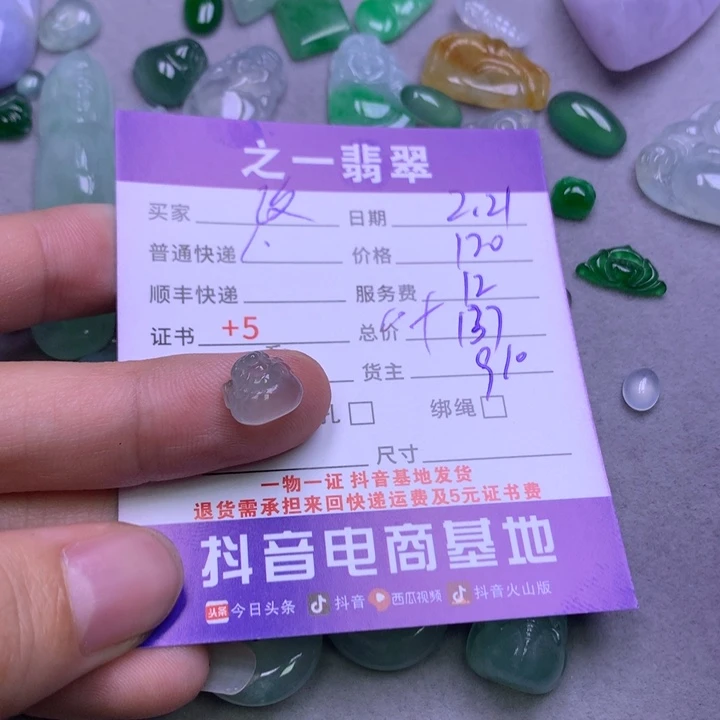 之一翡翠
买家 日期 2.21
普通快递 价格 120
顺丰快递 服务费 12
证书 +5 总价 137
货主 910
孔 绑绳
尺寸
一物一证 抖音基地发货
退货需承担来回快递运费及5元证书费
抖音电商基地
头条 今日头条 抖音 西瓜视频 抖音火山版